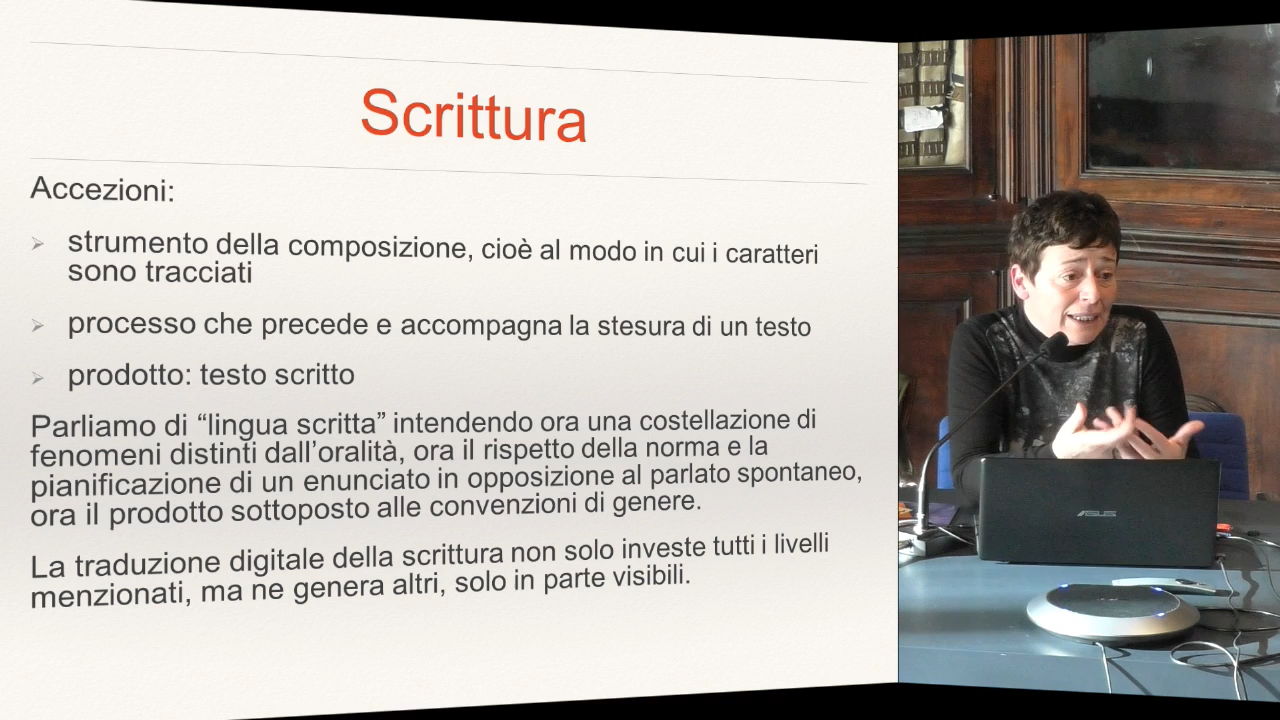 Scrittura
Accezioni:
➢ strumento della composizione, cioè al modo in cui i caratteri
sono tracciati
➢ processo che precede e accompagna la stesura di un testo
➢ prodotto: testo scritto
Parliamo di “lingua scritta” intendendo ora una costellazione di
fenomeni distinti dall’oralità, ora il rispetto della norma e la
pianificazione di un enunciato in opposizione al parlato spontaneo,
ora il prodotto sottoposto alle convenzioni di genere.
La traduzione digitale della scrittura non solo investe tutti i livelli
menzionati, ma ne genera altri, solo in parte visibili.
ASUS